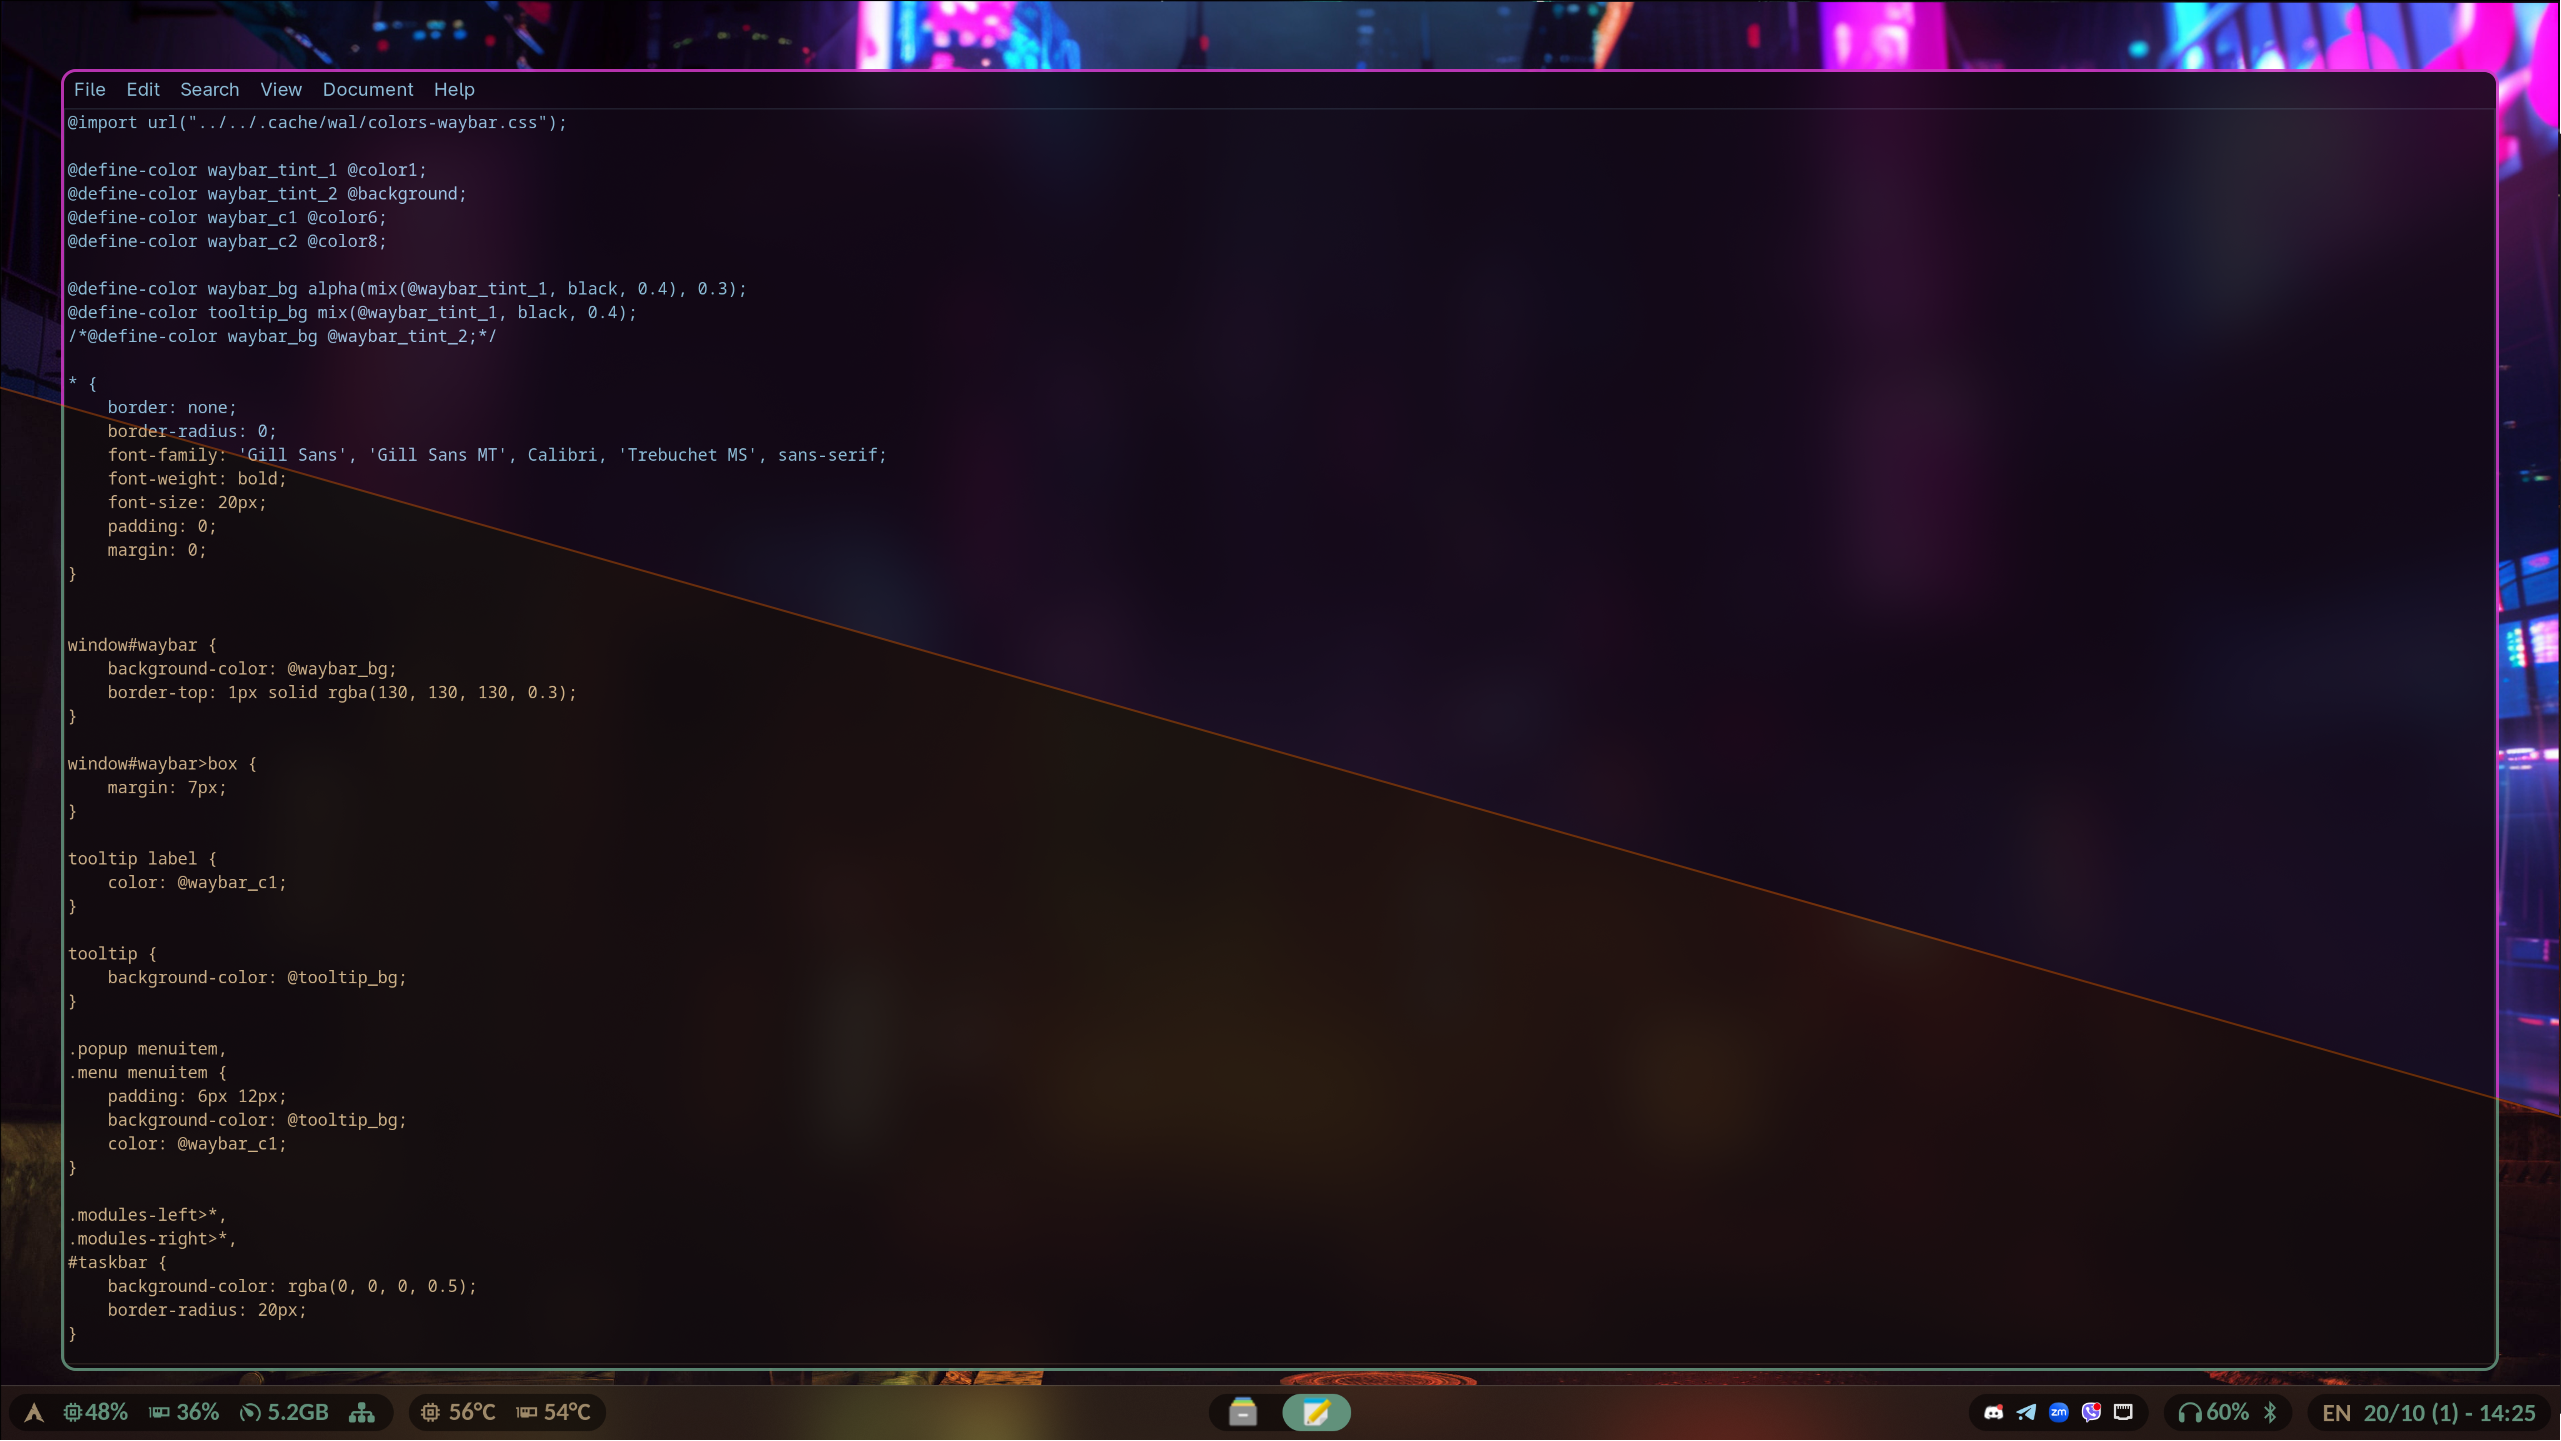 File Edit Search View Document Help
@import url("../../.cache/wal/colors-waybar.css");
@define-color waybar_tint_1 @color1;
@define-color waybar_tint_2 @background;
@define-color waybar_c1 @color6;
@define-color waybar_c2 @color8;
@define-color waybar_bg alpha(mix(@waybar_tint_1, black, 0.4), 0.3);
@define-color tooltip_bg mix(@waybar_tint_1, black, 0.4);
/*@define-color waybar_bg @waybar_tint_2;*/
* {
    border: none;
    border-radius: 0;
    font-family: 'Gill Sans', 'Gill Sans MT', Calibri, 'Trebuchet MS', sans-serif;
    font-weight: bold;
    font-size: 20px;
    padding: 0;
    margin: 0;
}
window#waybar {
    background-color: @waybar_bg;
    border-top: 1px solid rgba(130, 130, 130, 0.3);
}
window#waybar>box {
    margin: 7px;
}
tooltip label {
    color: @waybar_c1;
}
tooltip {
    background-color: @tooltip_bg;
}
.popup menuitem,
.menu menuitem {
    padding: 6px 12px;
    background-color: @tooltip_bg;
    color: @waybar_c1;
}
.modules-left>*,
.modules-right>*,
#taskbar {
    background-color: rgba(0, 0, 0, 0.5);
    border-radius: 20px;
}
48% 36% 5.2GB 56°C 54°C zm 60% EN 20/10 (1) - 14:25